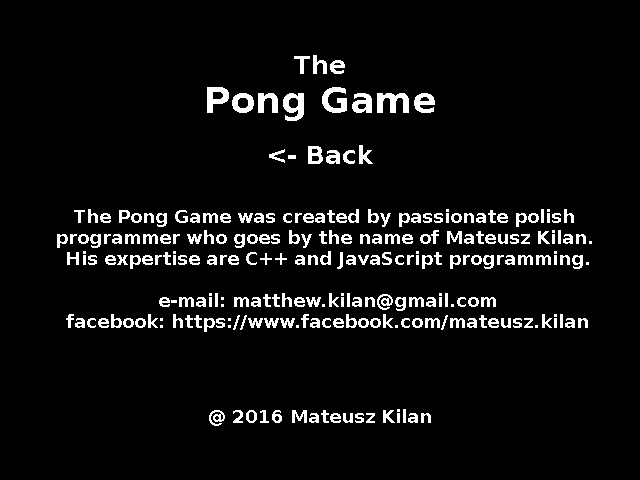 The
Pong Game
<- Back
The Pong Game was created by passionate polish
programmer who goes by the name of Mateusz Kilan.
His expertise are C++ and JavaScript programming.
e-mail: matthew.kilan@gmail.com
facebook: https://www.facebook.com/mateusz.kilan
@ 2016 Mateusz Kilan